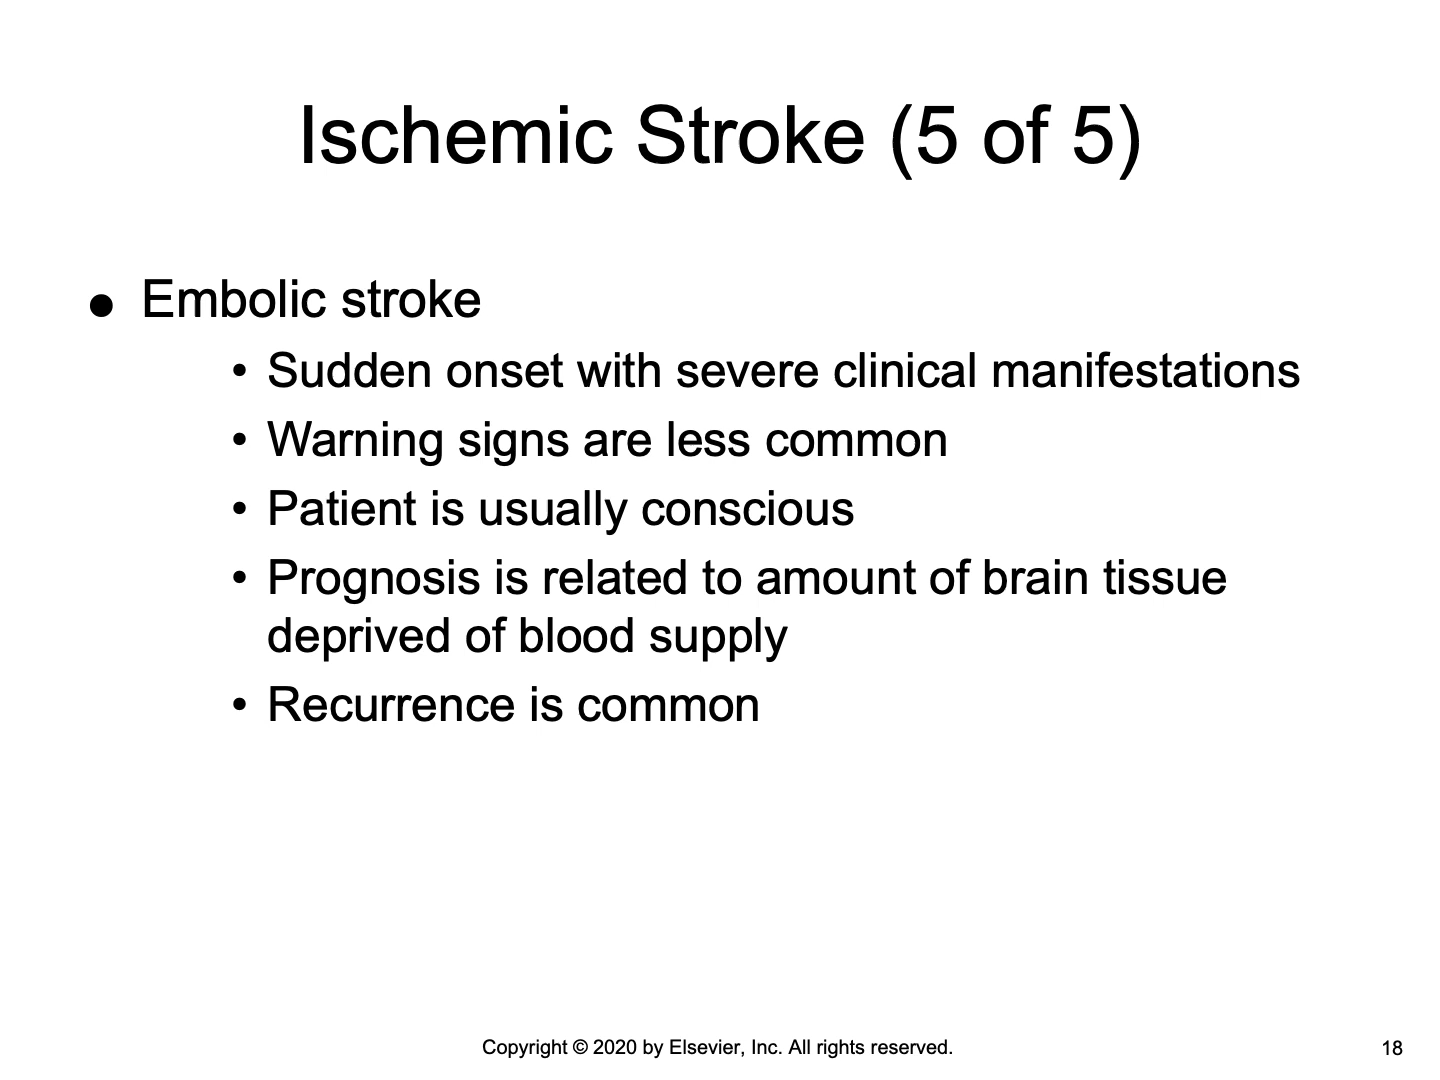 Ischemic Stroke (5 of 5)
● Embolic stroke
• Sudden onset with severe clinical manifestations
• Warning signs are less common
• Patient is usually conscious
• Prognosis is related to amount of brain tissue
deprived of blood supply
• Recurrence is common
Copyright © 2020 by Elsevier, Inc. All rights reserved.
18